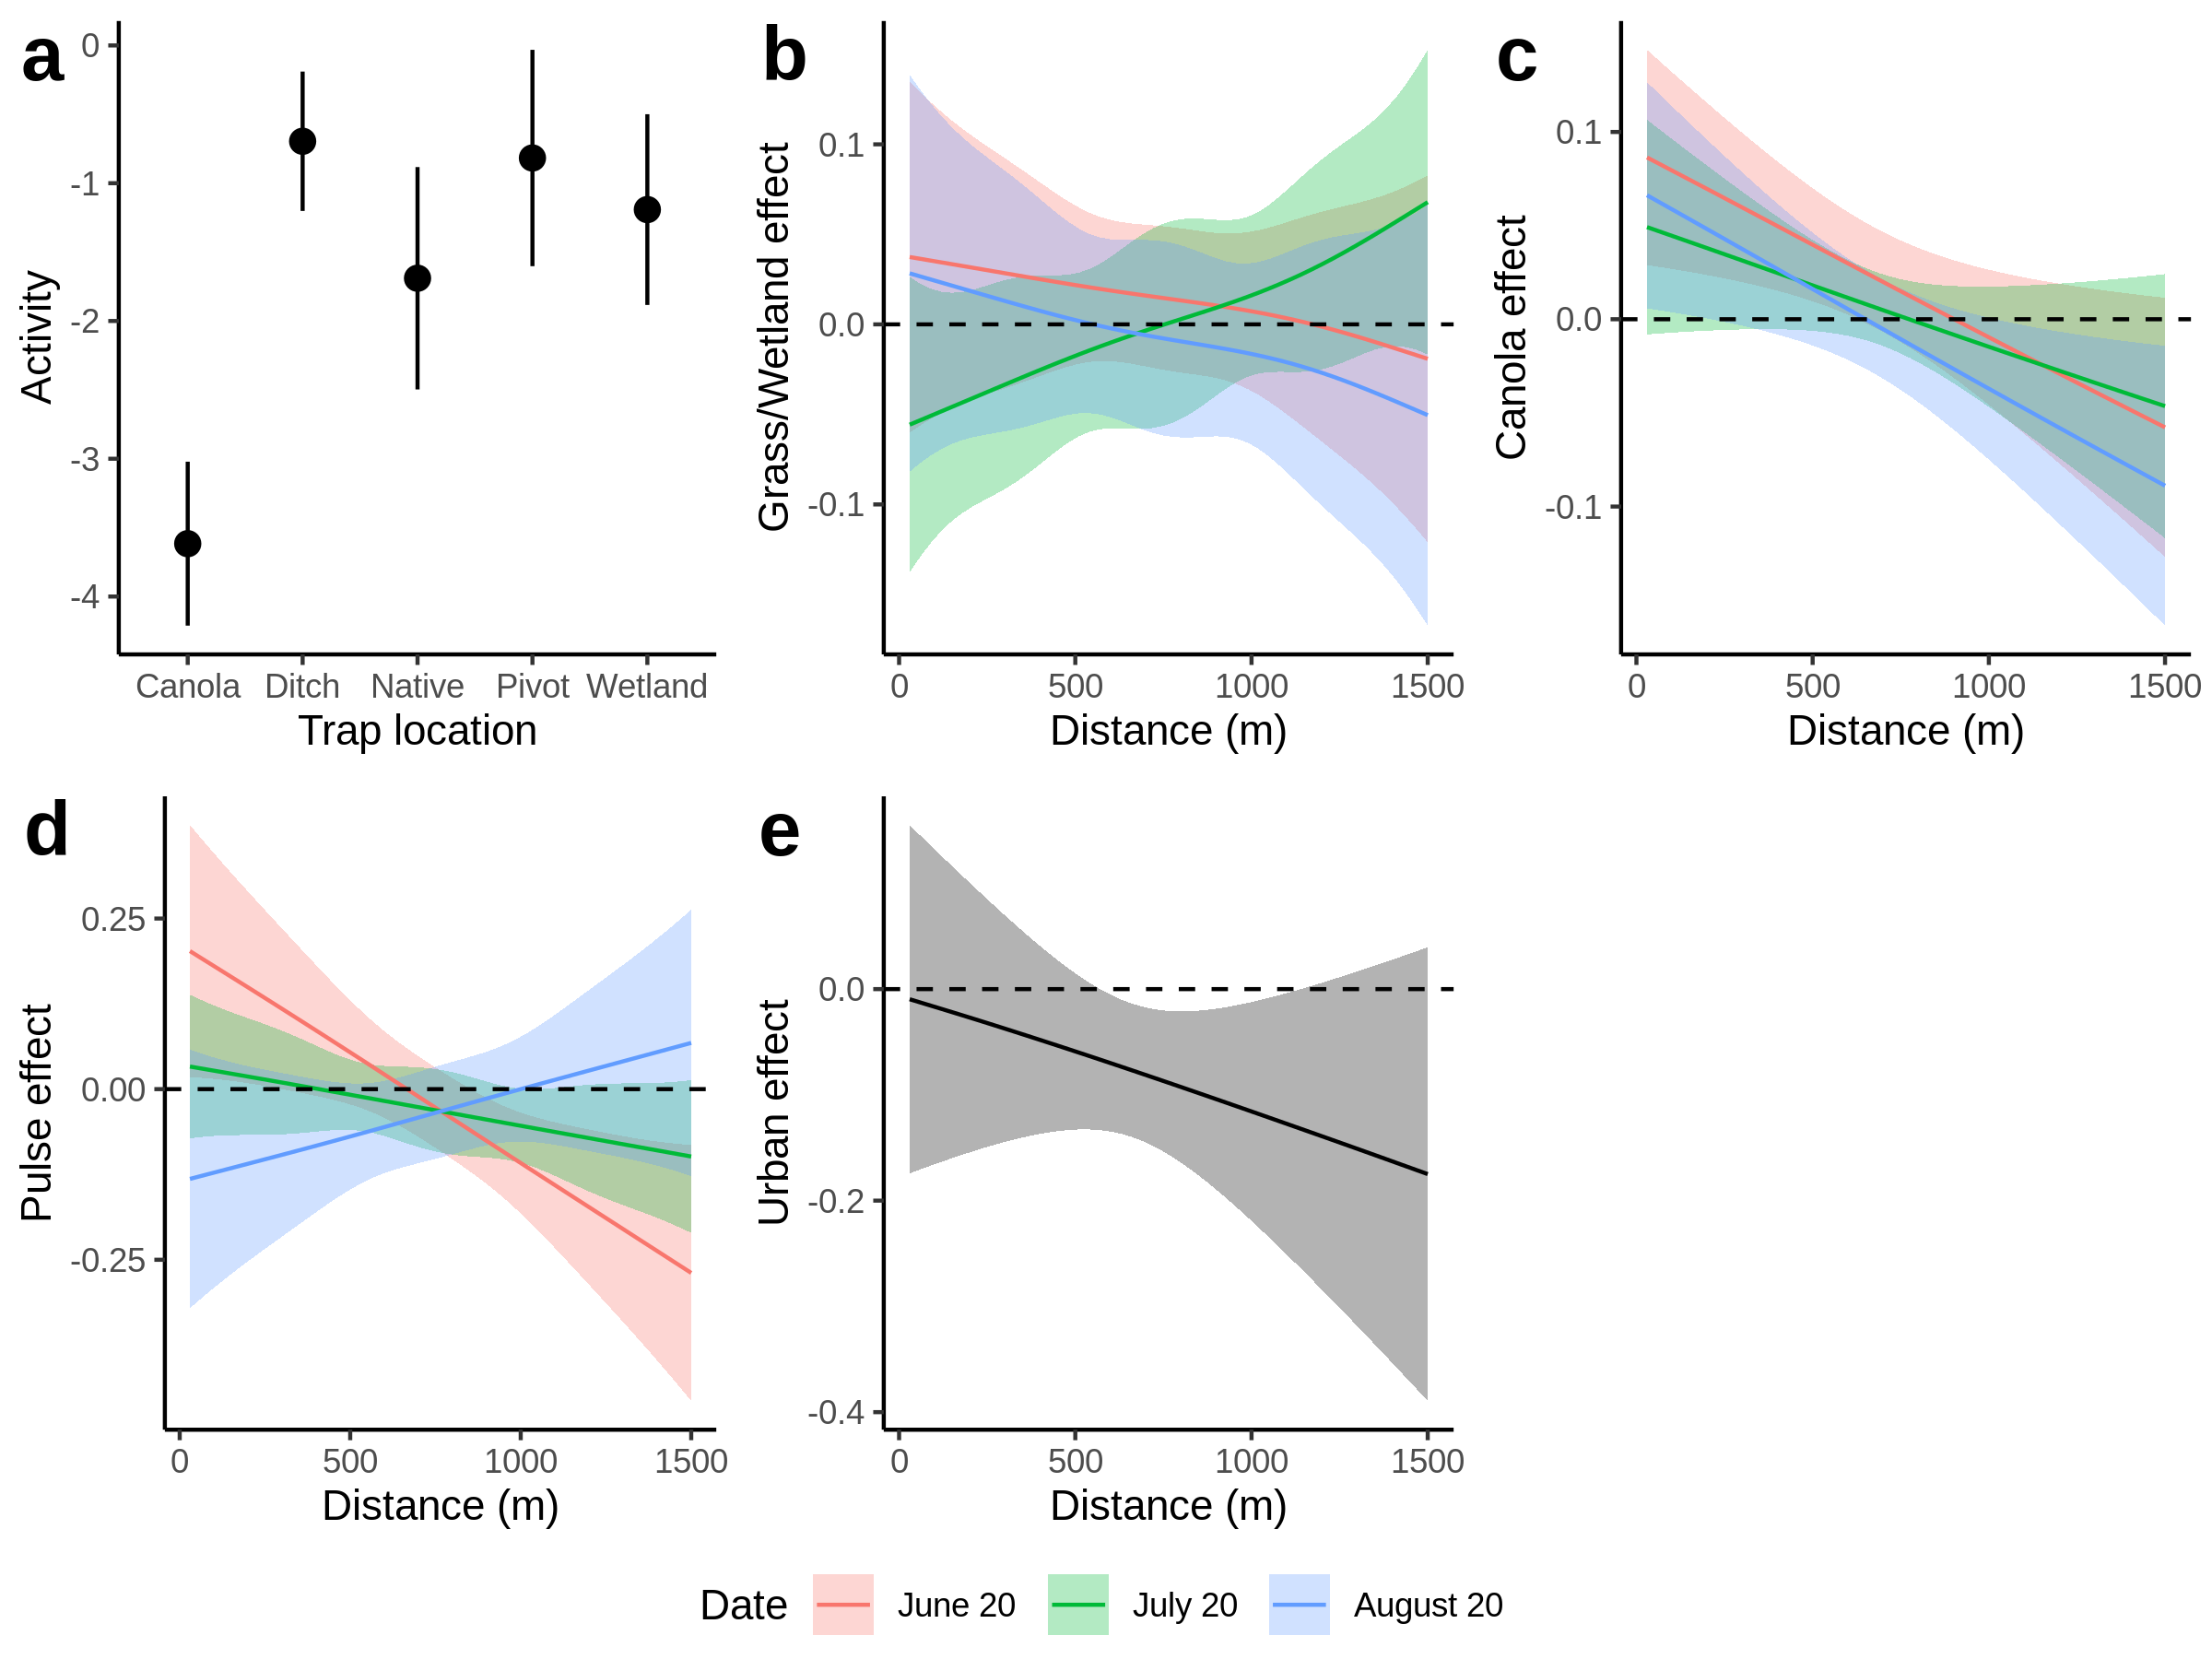 a
0
-1
-2
-3
-4
Activity
Canola Ditch Native Pivot Wetland
Trap location
b
0.1
0.0
-0.1
Grass/Wetland effect
0 500 1000 1500
Distance (m)
c
0.1
0.0
-0.1
Canola effect
0 500 1000 1500
Distance (m)
d
0.25
0.00
-0.25
Pulse effect
0 500 1000 1500
Distance (m)
e
0.0
-0.2
-0.4
Urban effect
0 500 1000 1500
Distance (m)
Date June 20 July 20 August 20